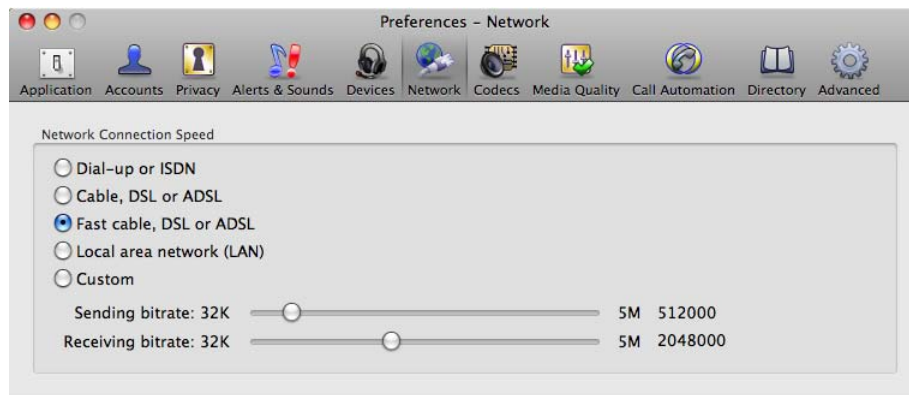 Preferences – Network
Application Accounts Privacy Alerts & Sounds Devices Network Codecs Media Quality Call Automation Directory Advanced
Network Connection Speed
Dial-up or ISDN
Cable, DSL or ADSL
Fast cable, DSL or ADSL
Local area network (LAN)
Custom
Sending bitrate: 32K 5M 512000
Receiving bitrate: 32K 5M 2048000